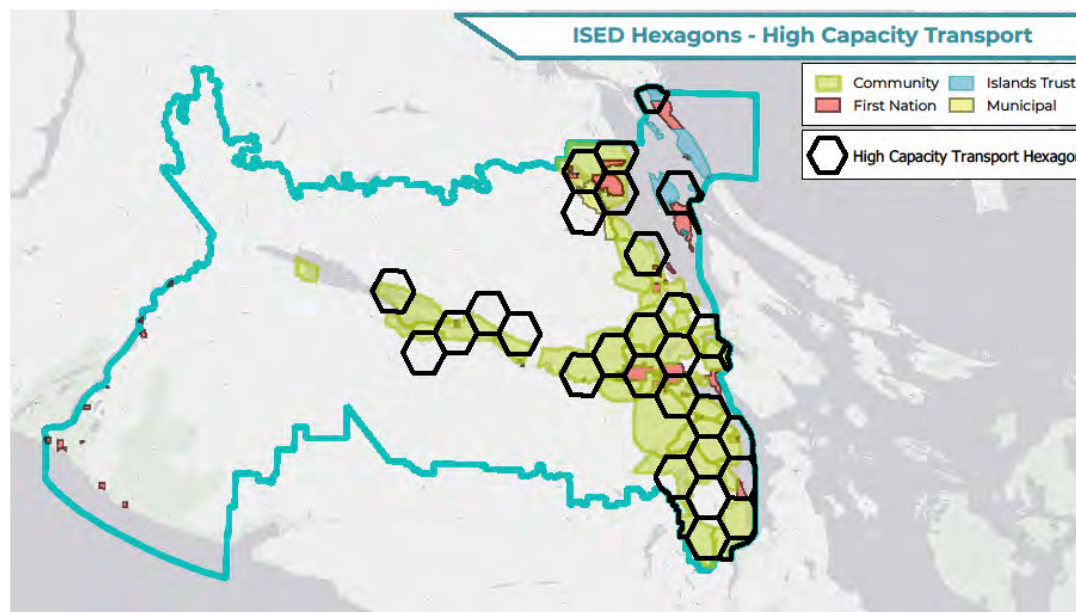 ISED Hexagons - High Capacity Transport
Community
Islands Trust
First Nation
Municipal
High Capacity Transport Hexagon